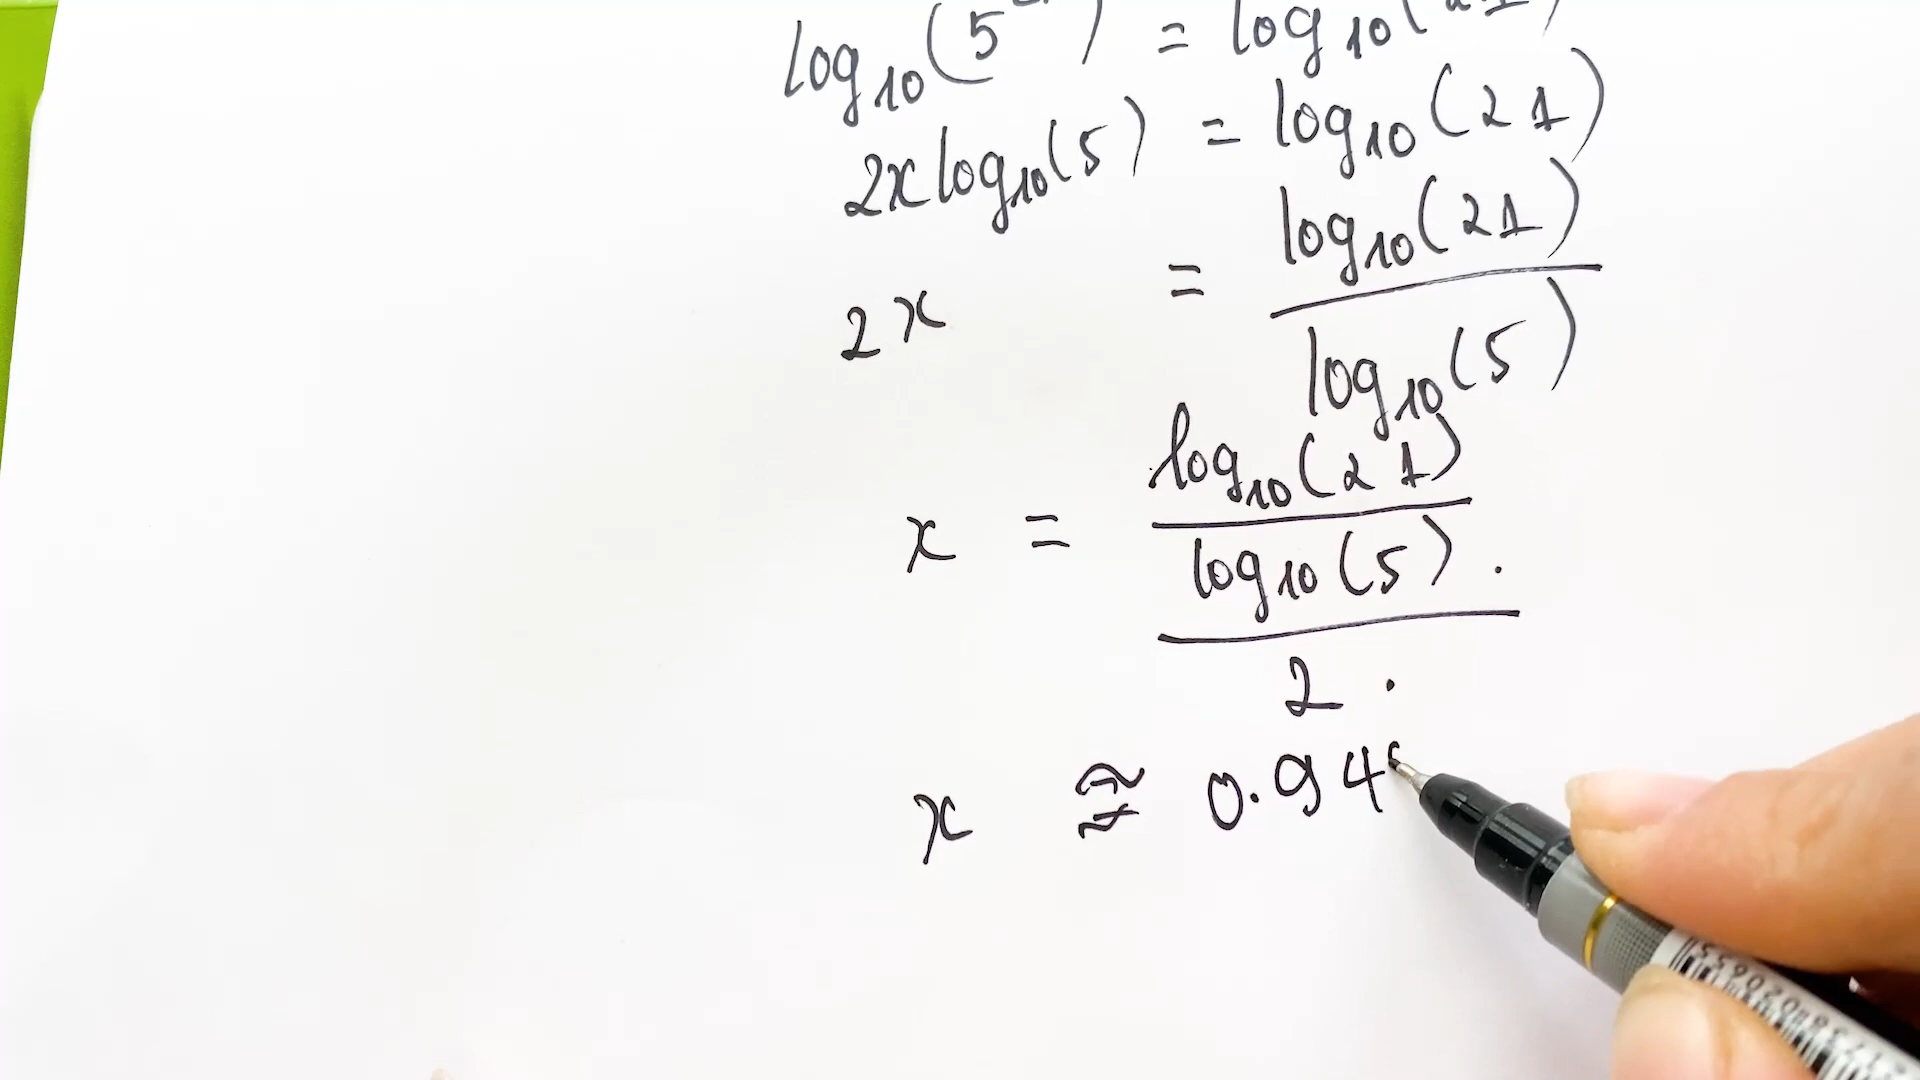 log₁₀(5 ) = log₁₀(21)
2x log₁₀(5) = log₁₀(21)
2x = log₁₀(21)
log₁₀(5)
x = log₁₀(21)
log₁₀(5) .
2 .
x ≅ 0.94